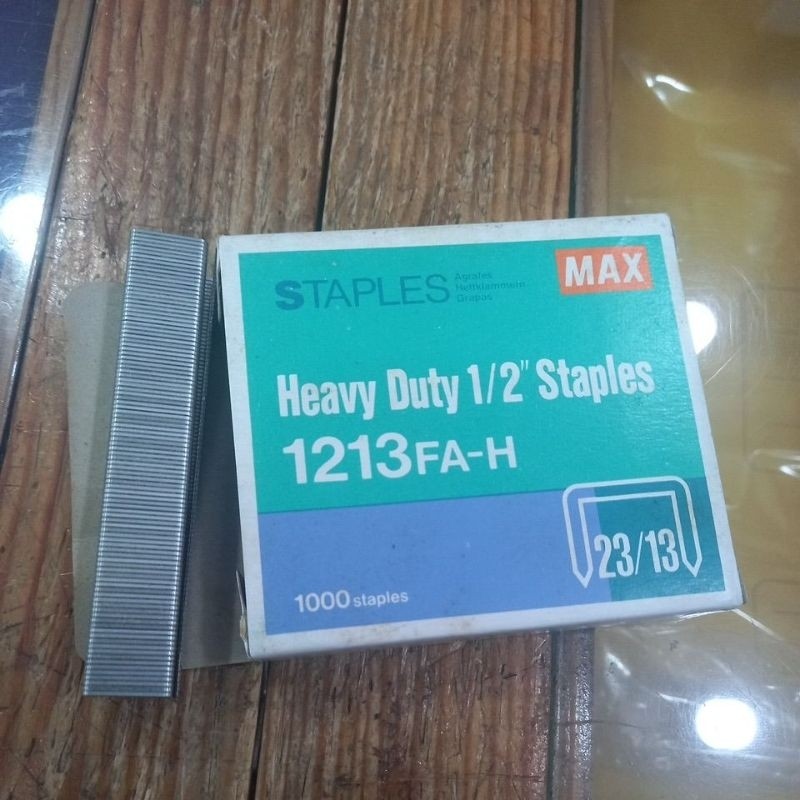 STAPLES
Agrafes
Heftklammern
Grapas
MAX
Heavy Duty 1/2" Staples
1213FA-H
23/13
1000 staples